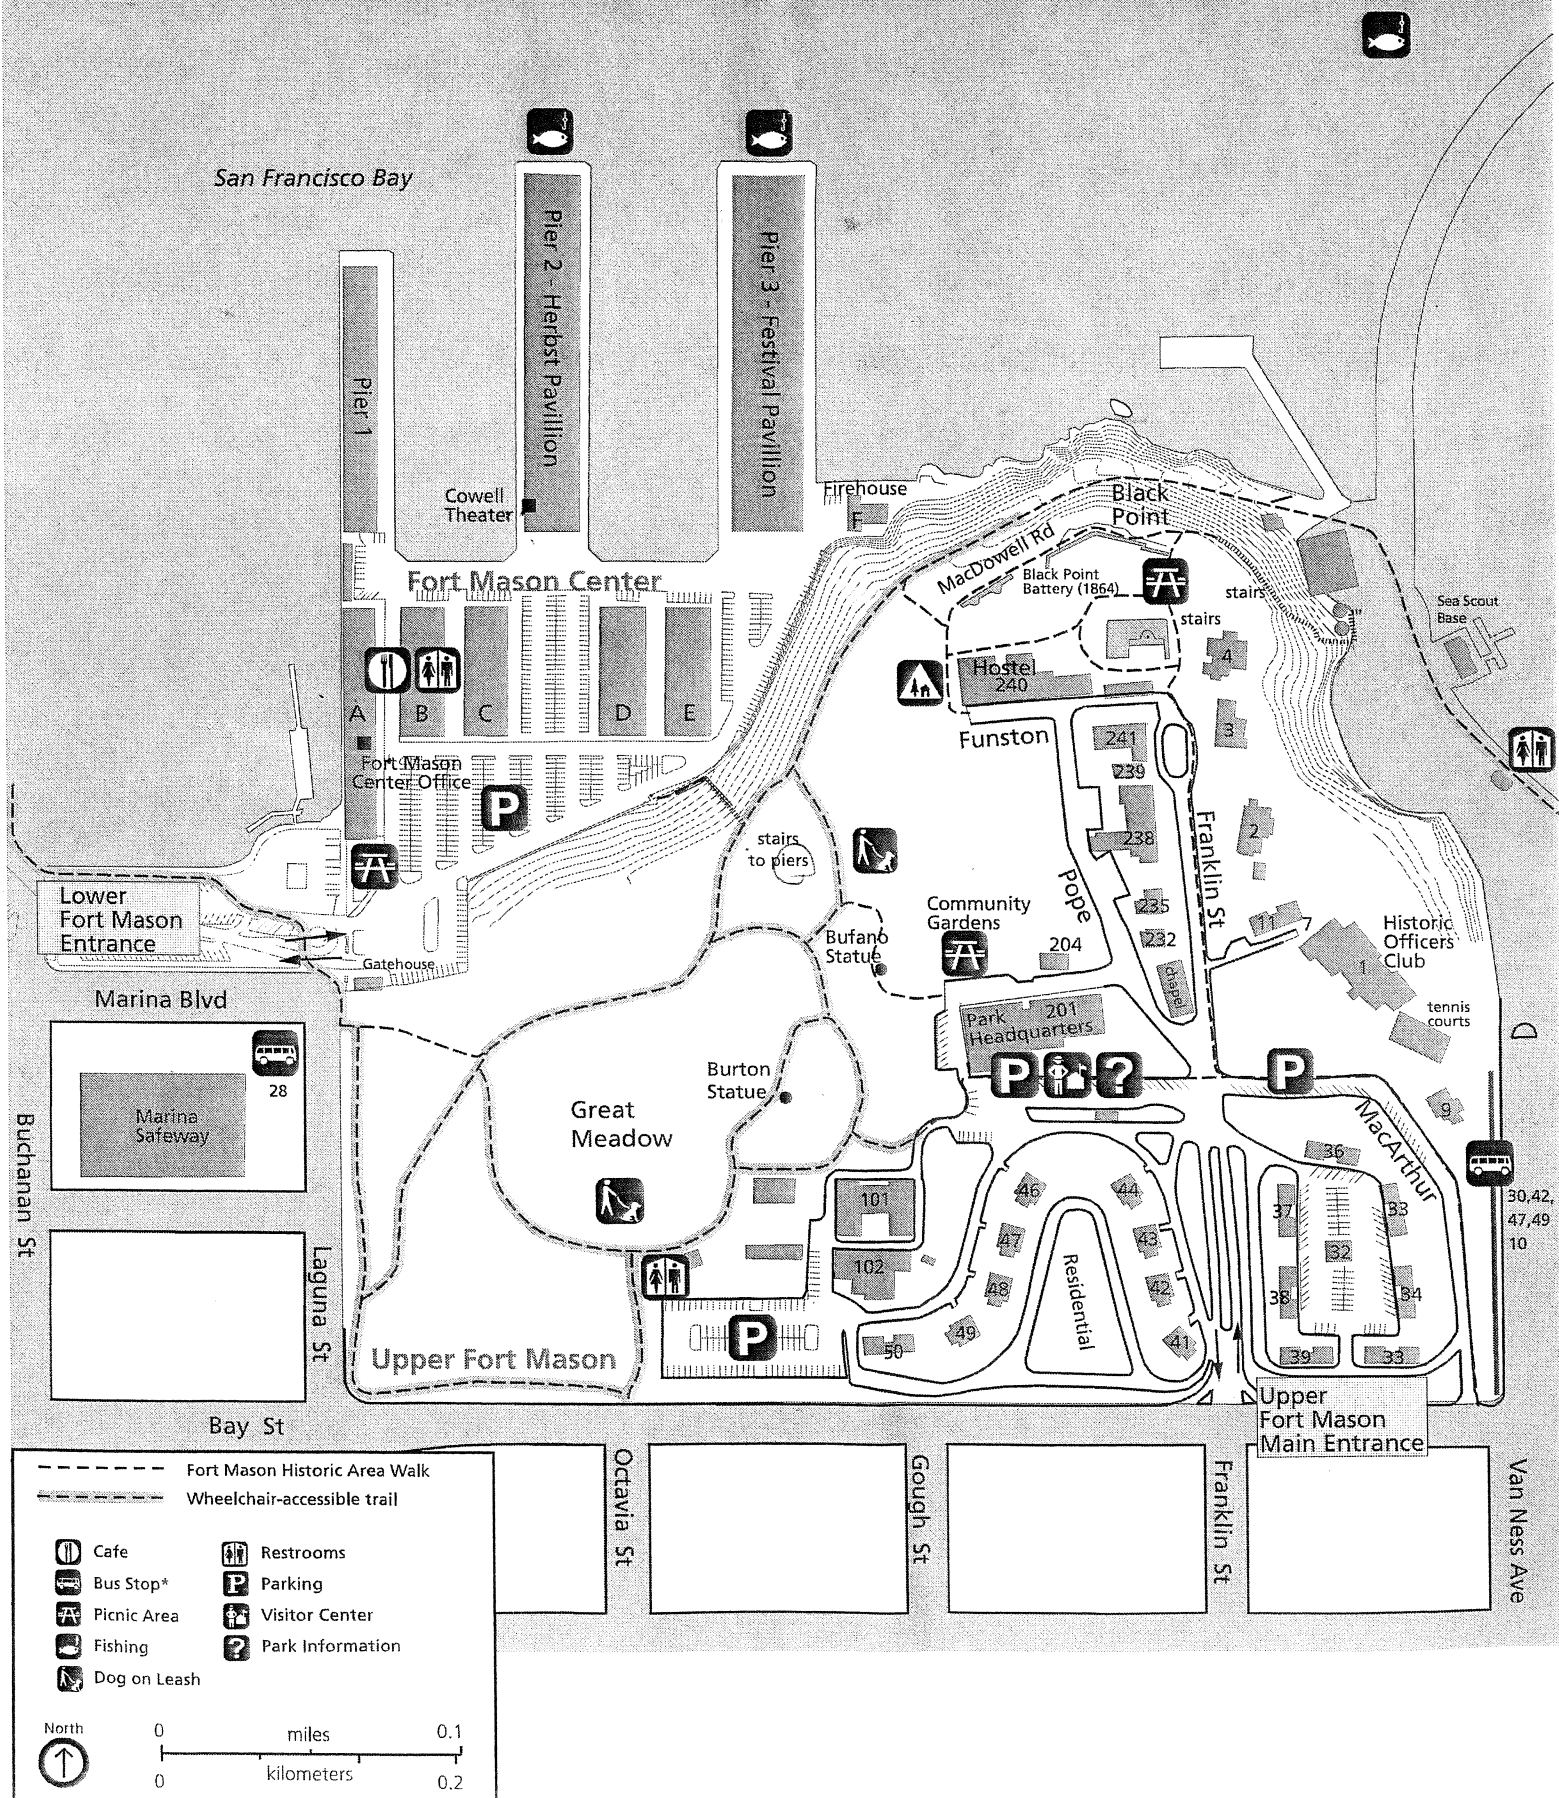 San Francisco Bay
Pier 1
Pier 2 - Herbst Pavillion
Pier 3 - Festival Pavillion
Cowell
Theater
Firehouse
F
Black
Point
MacDowell Rd
Black Point
Battery (1864)
stairs
stairs
Sea Scout
Base
Fort Mason Center
A
B
C
D
E
Fort Mason
Center Office
P
Hostel
240
4
3
Funston
241
239
238
2
Franklin St
Pope
235
232
chapel
204
11
7
1
Historic
Officers
Club
tennis
courts
stairs
to piers
Community
Gardens
Bufano
Statue
Lower
Fort Mason
Entrance
Gatehouse
Marina Blvd
28
Marina
Safeway
Buchanan St
Laguna St
Park
Headquarters
201
P
?
P
Burton
Statue
Great
Meadow
MacArthur
9
36
37
33
32
38
34
39
33
30,42,
47,49
10
101
102
46
44
47
43
48
42
49
41
50
Residential
P
Upper Fort Mason
Upper
Fort Mason
Main Entrance
Bay St
Octavia St
Gough St
Franklin St
Van Ness Ave
Fort Mason Historic Area Walk
Wheelchair-accessible trail
Cafe
Restrooms
Bus Stop*
P Parking
Picnic Area
Visitor Center
Fishing
? Park Information
Dog on Leash
North
0 miles 0.1
0 kilometers 0.2